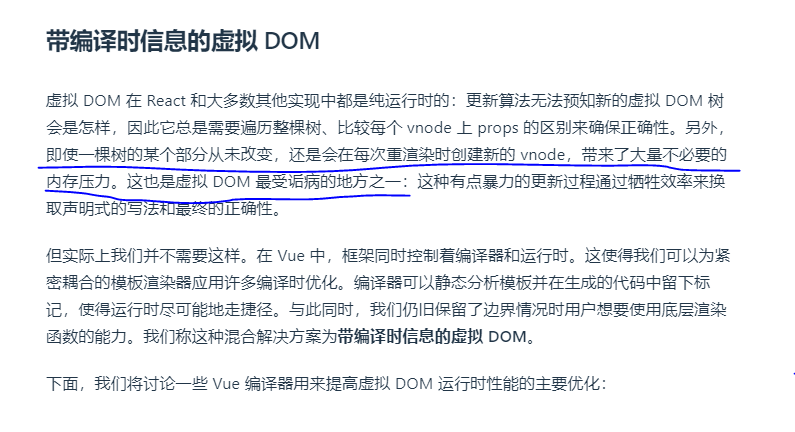 带编译时信息的虚拟 DOM
虚拟 DOM 在 React 和大多数其他实现中都是纯运行时的：更新算法无法预知新的虚拟 DOM 树
会是怎样，因此它总是需要遍历整棵树、比较每个 vnode 上 props 的区别来确保正确性。另外，
即使一棵树的某个部分从未改变，还是会在每次重渲染时创建新的 vnode，带来了大量不必要的
内存压力。这也是虚拟 DOM 最受诟病的地方之一：这种有点暴力的更新过程通过牺牲效率来换
取声明式的写法和最终的正确性。
但实际上我们并不需要这样。在 Vue 中，框架同时控制着编译器和运行时。这使得我们可以为紧
密耦合的模板渲染器应用许多编译时优化。编译器可以静态分析模板并在生成的代码中留下标
记，使得运行时尽可能地走捷径。与此同时，我们仍旧保留了边界情况时用户想要使用底层渲染
函数的能力。我们称这种混合解决方案为带编译时信息的虚拟 DOM。
下面，我们将讨论一些 Vue 编译器用来提高虚拟 DOM 运行时性能的主要优化：